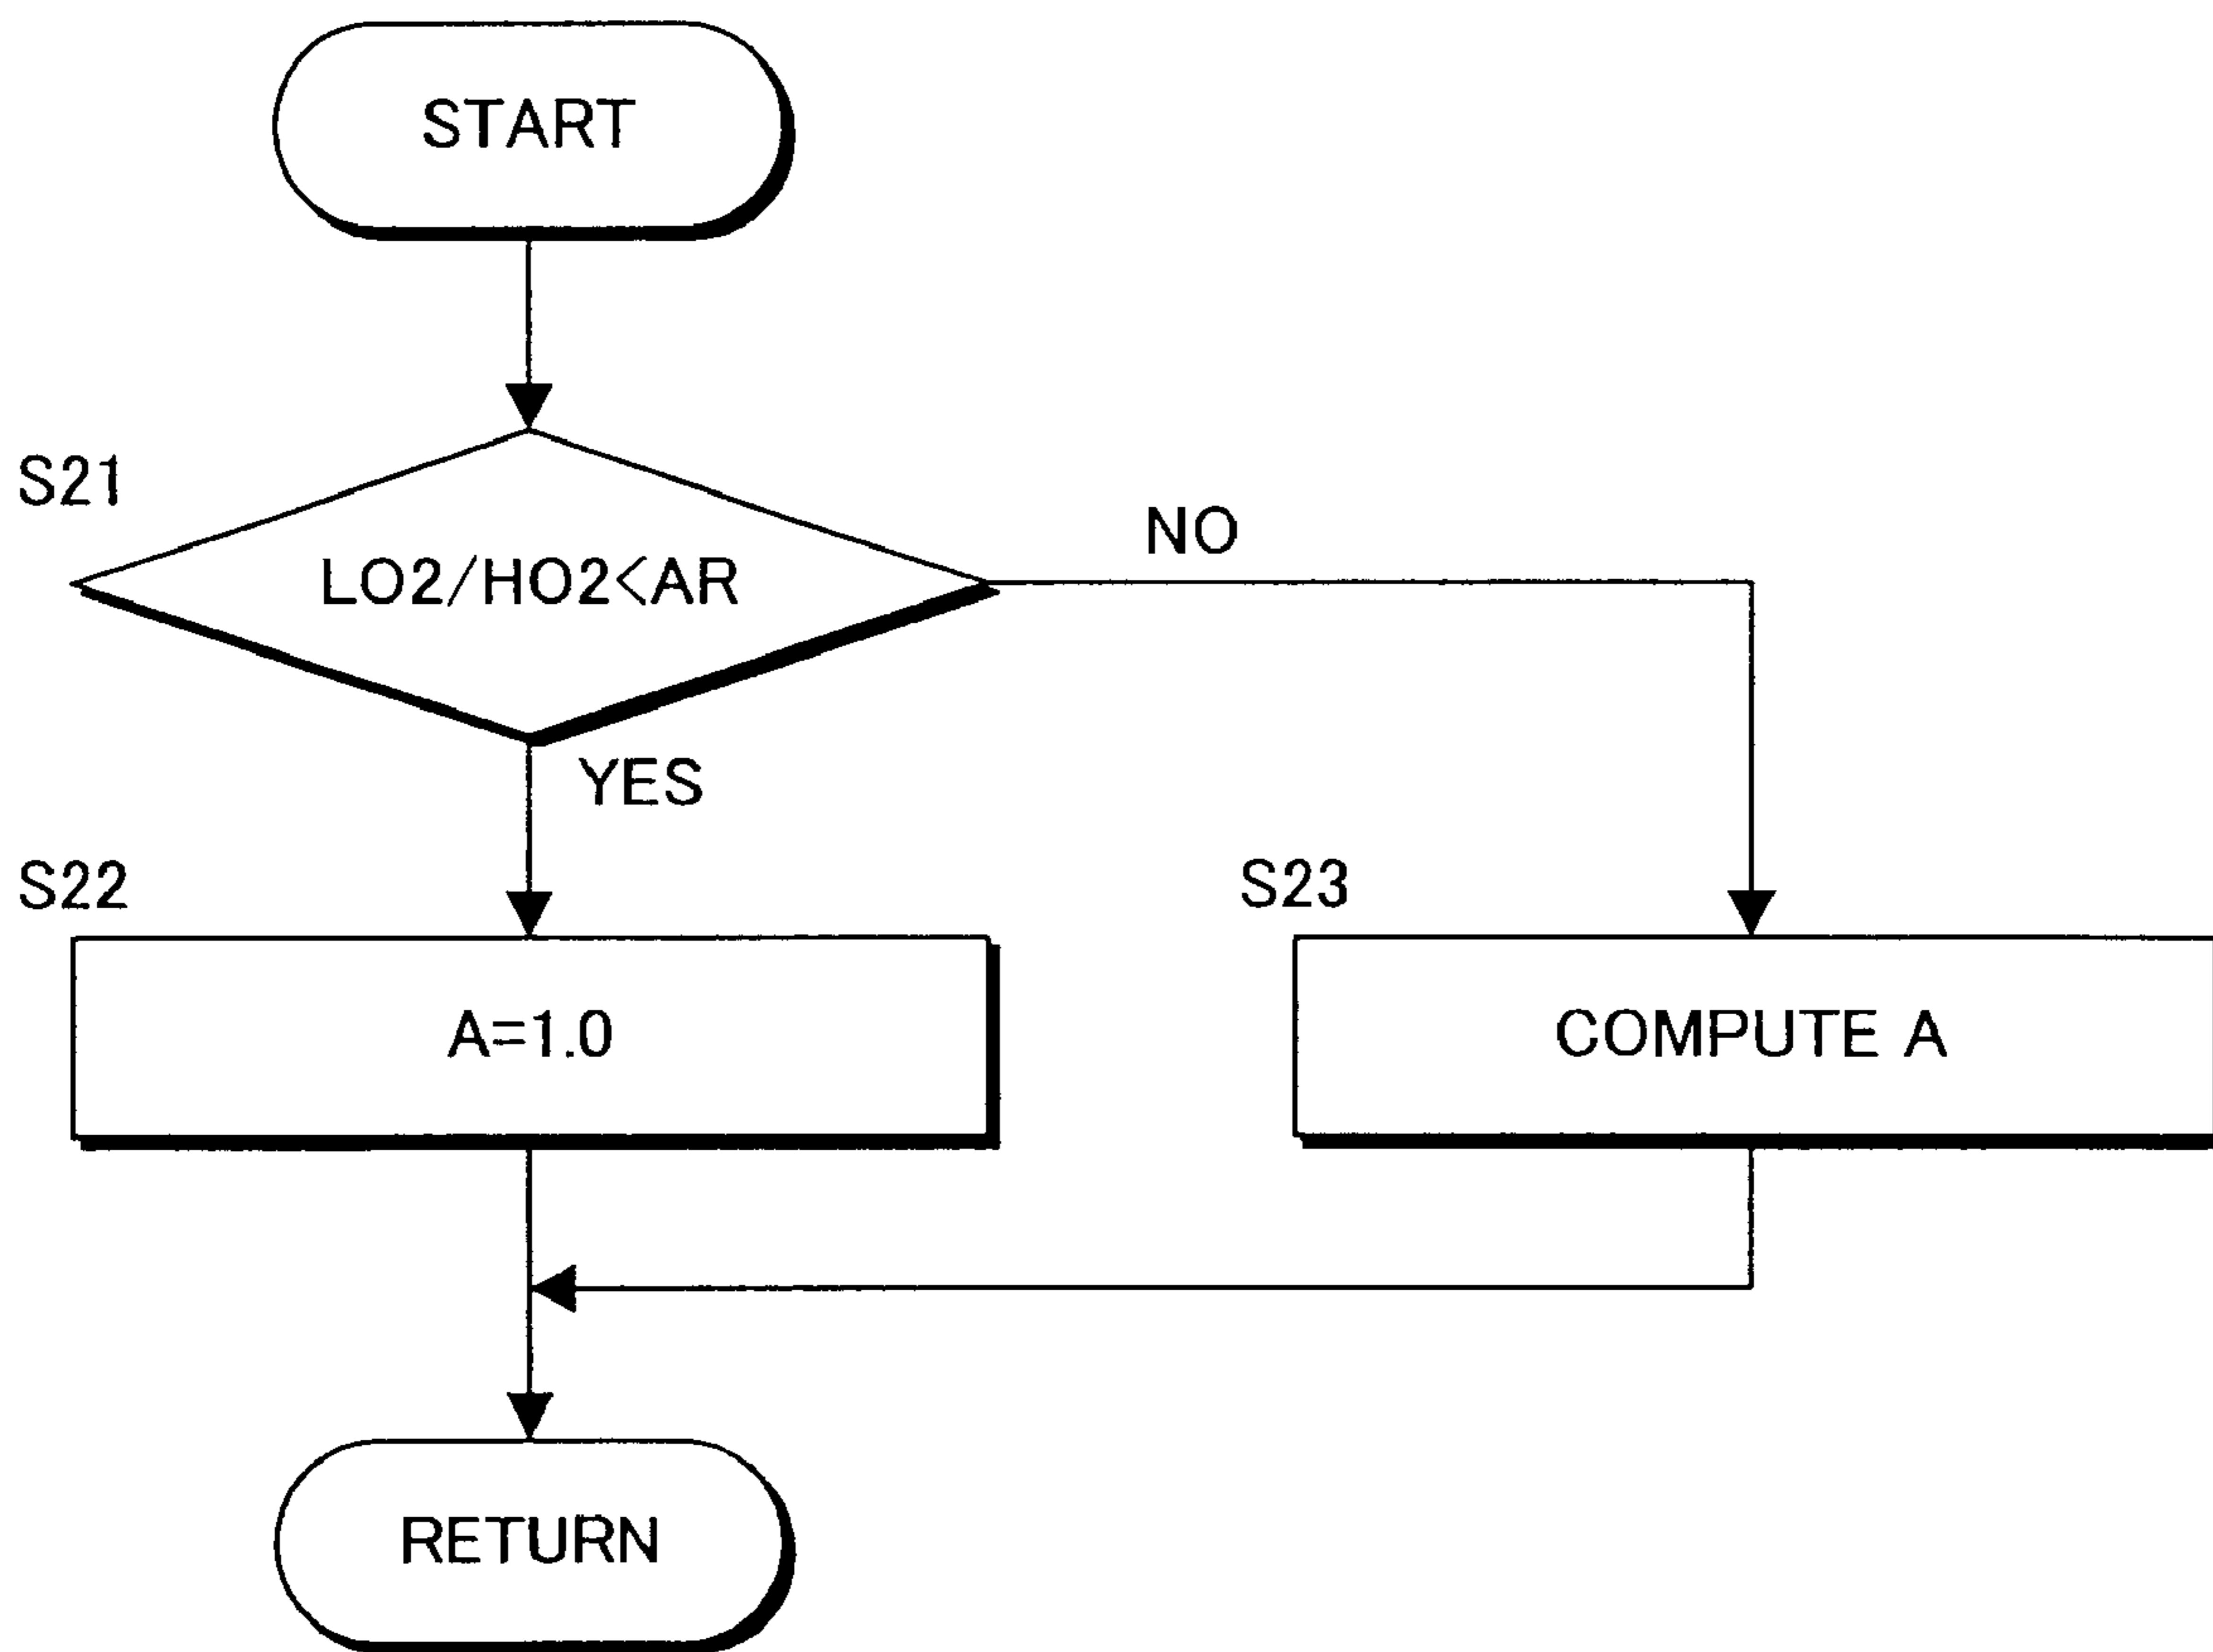 START
S21
LO2/HO2<AR
NO
YES
S22
A=1.0
S23
COMPUTE A
RETURN